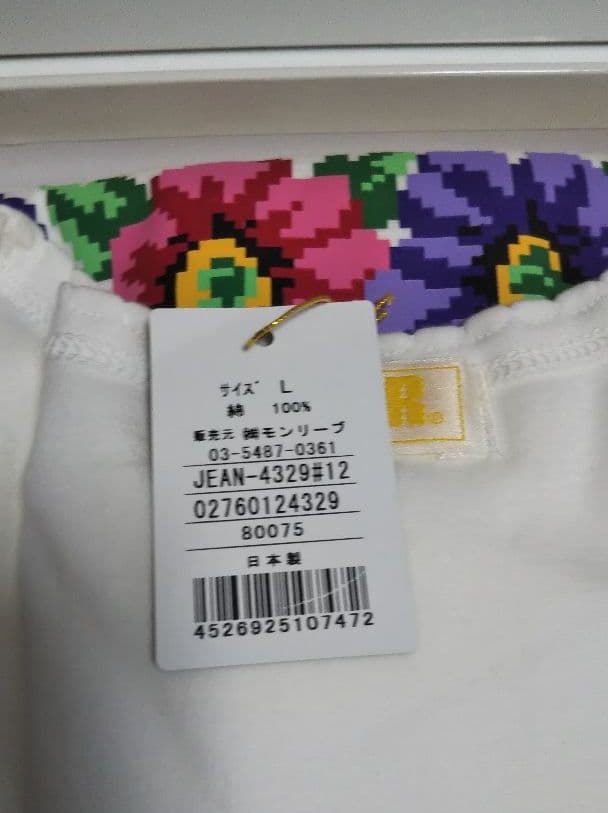 サイズ L
綿 100%
販売元 ㈱モンリーブ
03-5487-0361
JEAN-4329#12
02760124329
80075
日本製
4526925107472
R®